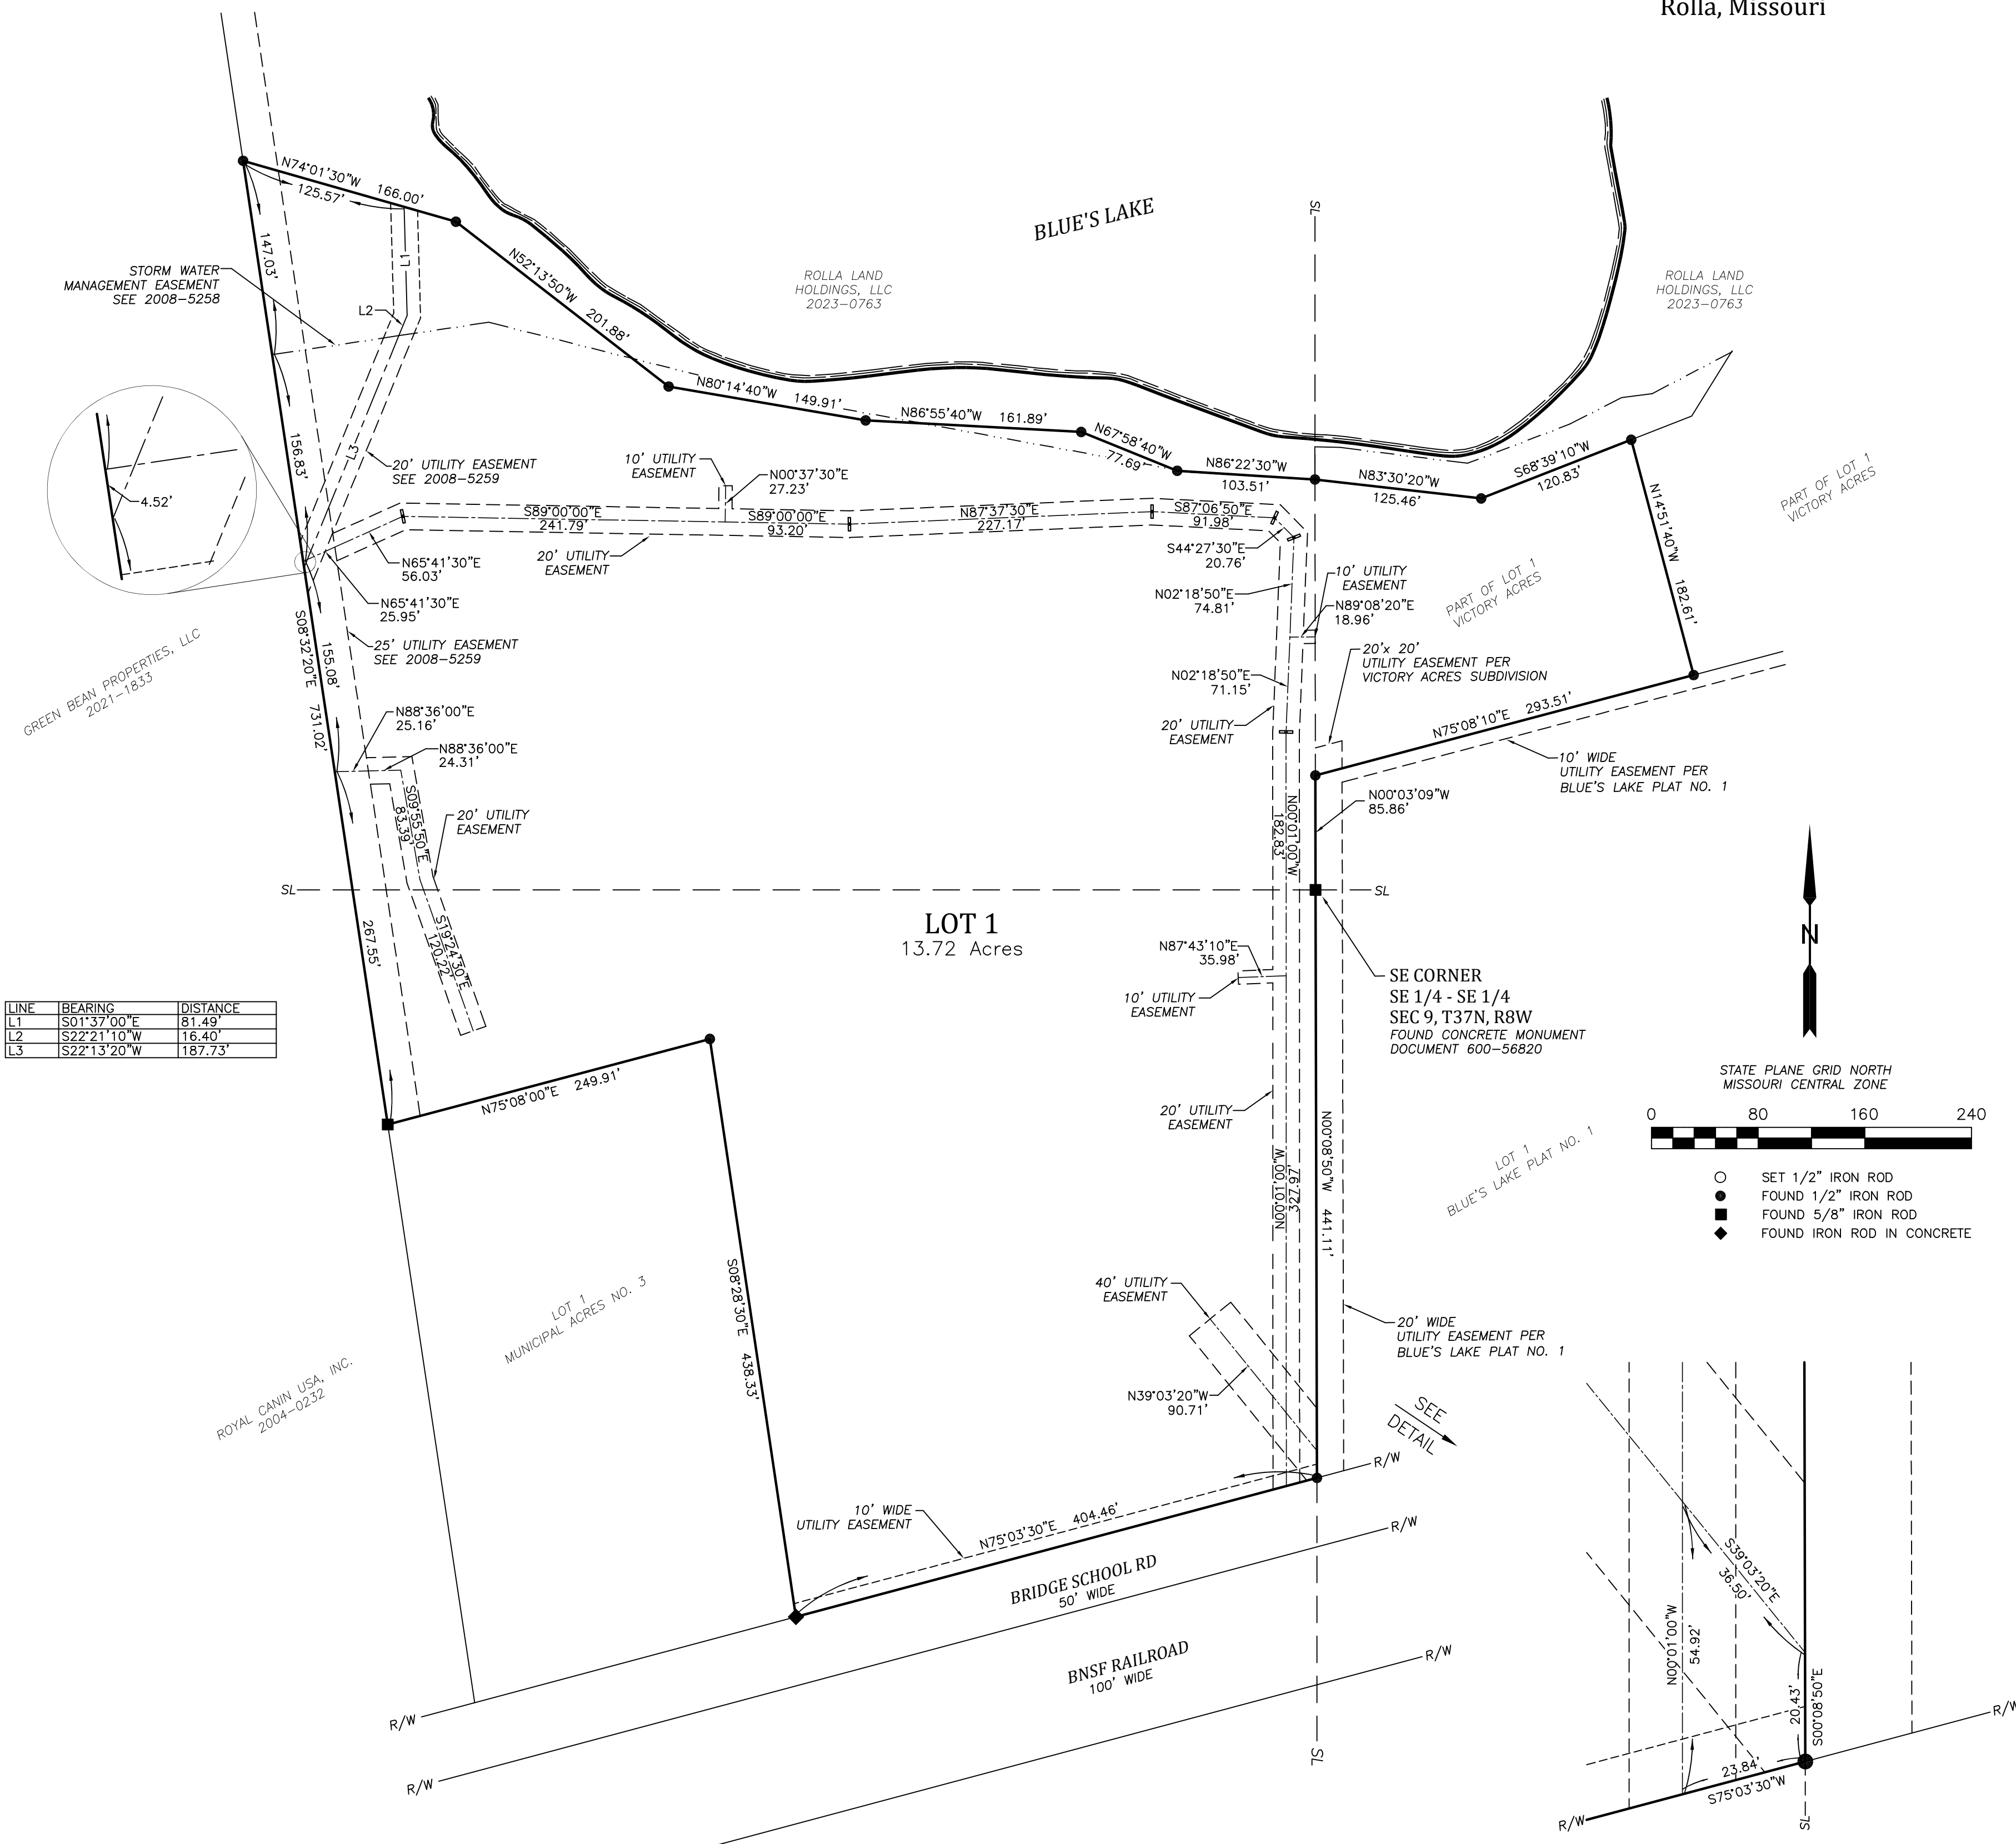 Rolla, Missouri
N74°01'30"W 166.00'
125.57'
147.03'
STORM WATER
MANAGEMENT EASEMENT
SEE 2008-5258
L1
L2
L3
N52°13'50"W 201.88'
BLUE'S LAKE
SL
ROLLA LAND
HOLDINGS, LLC
2023-0763
ROLLA LAND
HOLDINGS, LLC
2023-0763
N80°14'40"W 149.91'
N86°55'40"W 161.89'
N67°58'40"W
77.69'
N86°22'30"W
103.51'
N83°30'20"W
125.46'
S68°39'10"W
120.83'
N14°51'40"W 182.61'
PART OF LOT 1
VICTORY ACRES
PART OF LOT 1
VICTORY ACRES
4.52'
156.83'
20' UTILITY EASEMENT
SEE 2008-5259
10' UTILITY
EASEMENT
N00°37'30"E
27.23'
S89°00'00"E
241.79'
S89°00'00"E
93.20'
N87°37'30"E
227.17'
S87°06'50"E
91.98'
20' UTILITY
EASEMENT
N65°41'30"E
56.03'
N65°41'30"E
25.95'
S44°27'30"E
20.76'
N02°18'50"E
74.81'
10' UTILITY
EASEMENT
N89°08'20"E
18.96'
20'x 20'
UTILITY EASEMENT PER
VICTORY ACRES SUBDIVISION
N02°18'50"E
71.15'
20' UTILITY
EASEMENT
GREEN BEAN PROPERTIES, LLC
2021-1833
S08°32'20"E 731.02'
155.08'
25' UTILITY EASEMENT
SEE 2008-5259
N88°36'00"E
25.16'
N88°36'00"E
24.31'
S09°55'50"E
83.39'
20' UTILITY
EASEMENT
N75°08'10"E 293.51'
10' WIDE
UTILITY EASEMENT PER
BLUE'S LAKE PLAT NO. 1
N00°03'09"W
85.86'
N00°01'00"W
182.83'
SL
SL
LOT 1
13.72 Acres
267.55'
S19°24'30"E
120.22'
N87°43'10"E
35.98'
10' UTILITY
EASEMENT
SE CORNER
SE 1/4 - SE 1/4
SEC 9, T37N, R8W
FOUND CONCRETE MONUMENT
DOCUMENT 600-56820
N
STATE PLANE GRID NORTH
MISSOURI CENTRAL ZONE
0 80 160 240
SET 1/2" IRON ROD
FOUND 1/2" IRON ROD
FOUND 5/8" IRON ROD
FOUND IRON ROD IN CONCRETE
LINE BEARING DISTANCE
L1 S01°37'00"E 81.49'
L2 S22°21'10"W 16.40'
L3 S22°13'20"W 187.73'
N75°08'00"E 249.91'
20' UTILITY
EASEMENT
N00°01'00"W
327.97'
N00°08'50"W 441.11'
LOT 1
BLUE'S LAKE PLAT NO. 1
S08°28'30"E 438.33'
LOT 1
MUNICIPAL ACRES NO. 3
ROYAL CANIN USA, INC.
2004-0232
40' UTILITY
EASEMENT
N39°03'20"W
90.71'
20' WIDE
UTILITY EASEMENT PER
BLUE'S LAKE PLAT NO. 1
SEE
DETAIL
10' WIDE
UTILITY EASEMENT
N75°03'30"E 404.46'
R/W
R/W
BRIDGE SCHOOL RD
50' WIDE
BNSF RAILROAD
100' WIDE
R/W
R/W
R/W
SL
S39°03'20"E
36.50'
N00°01'00"W
54.92'
20.43'
S00°08'50"E
23.84'
S75°03'30"W
R/W
R/W
SL